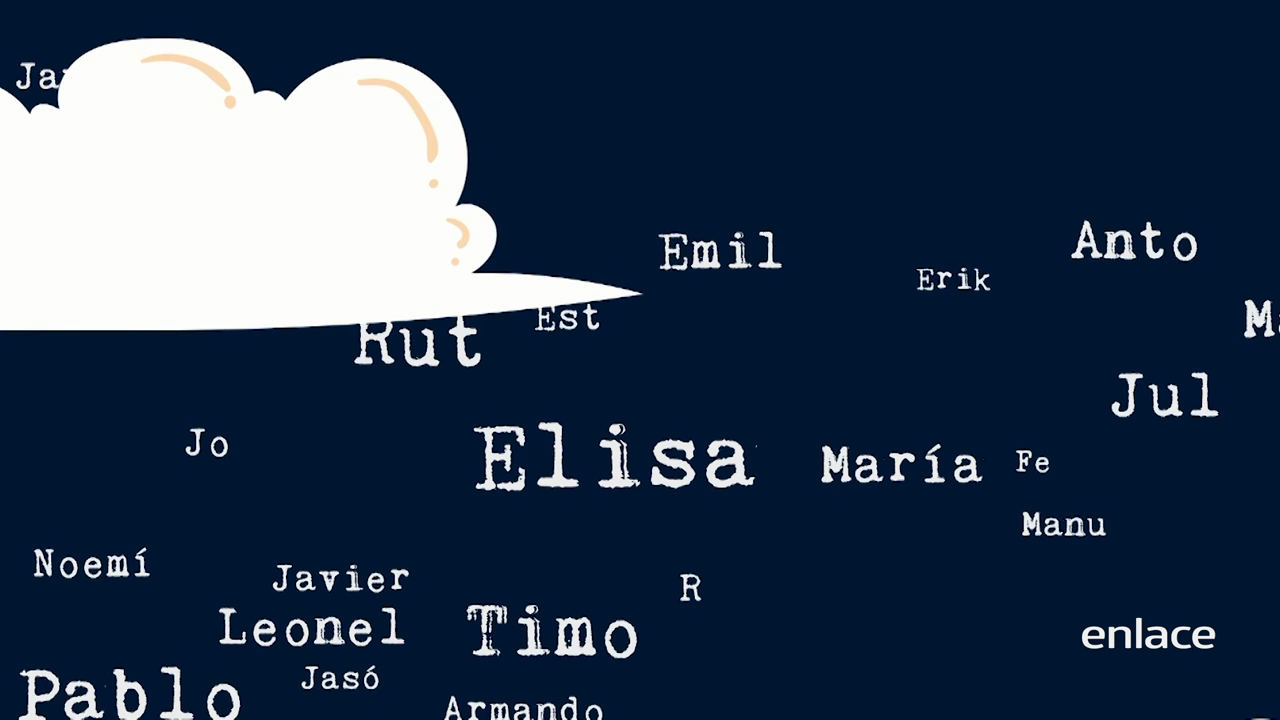 Emil
Anto
Erik
Est
Rut
Jul
Jo
Elisa
María
Fe
Manu
Noemí
Javier
R
Leonel
Timo
enlace
Jasó
Pablo
Armando